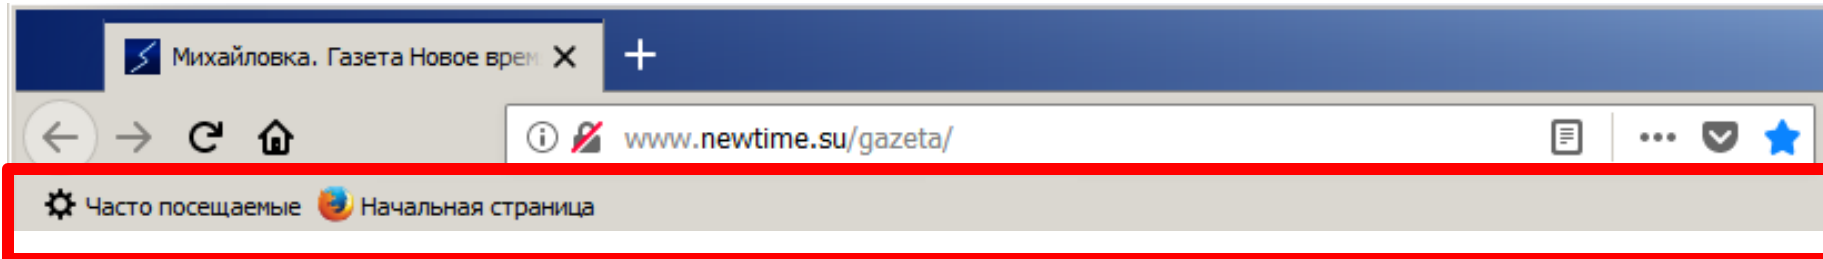 Михайловка. Газета Новое врем
www.newtime.su/gazeta/
Часто посещаемые Начальная страница